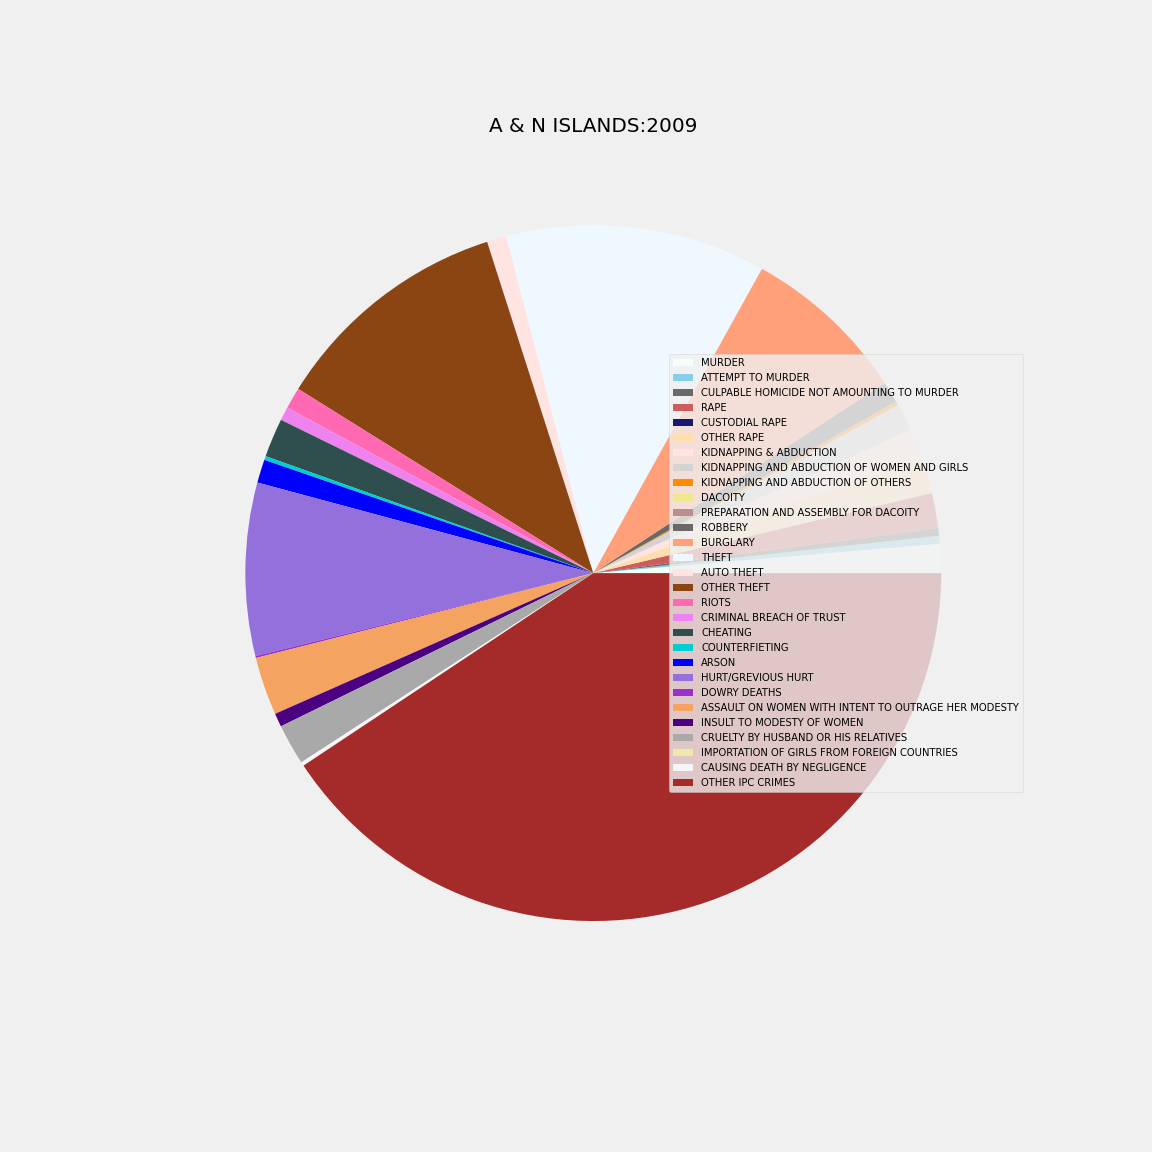 A & N ISLANDS:2009
MURDER
ATTEMPT TO MURDER
CULPABLE HOMICIDE NOT AMOUNTING TO MURDER
RAPE
CUSTODIAL RAPE
OTHER RAPE
KIDNAPPING & ABDUCTION
KIDNAPPING AND ABDUCTION OF WOMEN AND GIRLS
KIDNAPPING AND ABDUCTION OF OTHERS
DACOITY
PREPARATION AND ASSEMBLY FOR DACOITY
ROBBERY
BURGLARY
THEFT
AUTO THEFT
OTHER THEFT
RIOTS
CRIMINAL BREACH OF TRUST
CHEATING
COUNTERFIETING
ARSON
HURT/GREVIOUS HURT
DOWRY DEATHS
ASSAULT ON WOMEN WITH INTENT TO OUTRAGE HER MODESTY
INSULT TO MODESTY OF WOMEN
CRUELTY BY HUSBAND OR HIS RELATIVES
IMPORTATION OF GIRLS FROM FOREIGN COUNTRIES
CAUSING DEATH BY NEGLIGENCE
OTHER IPC CRIMES